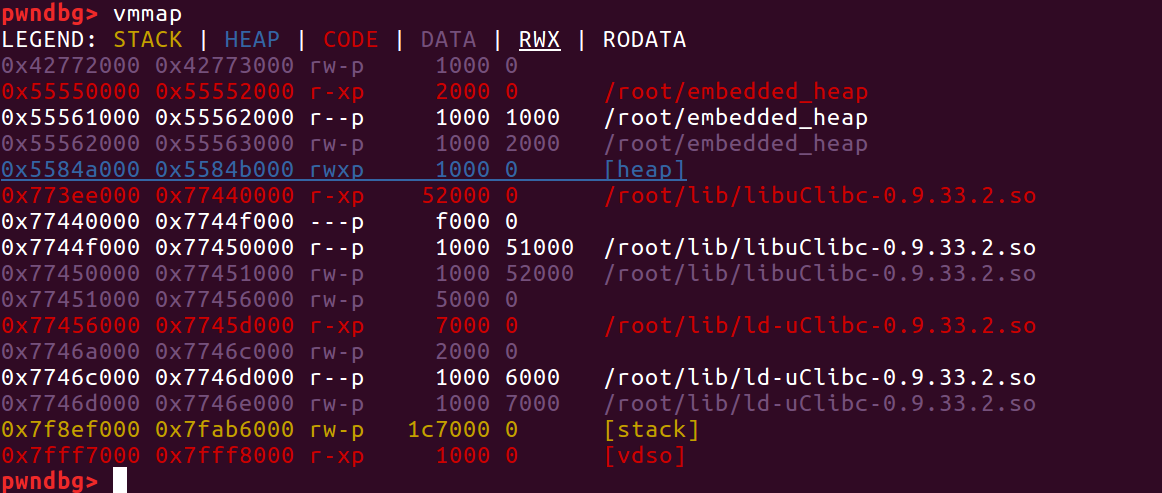 pwndbg> vmmap
LEGEND: STACK | HEAP | CODE | DATA | RWX | RODATA
0x42772000 0x42773000 rw-p     1000 0
0x55550000 0x55552000 r-xp     2000 0      /root/embedded_heap
0x55561000 0x55562000 r--p     1000 1000   /root/embedded_heap
0x55562000 0x55563000 rw-p     1000 2000   /root/embedded_heap
0x5584a000 0x5584b000 rwxp     1000 0      [heap]
0x773ee000 0x77440000 r-xp    52000 0      /root/lib/libuClibc-0.9.33.2.so
0x77440000 0x7744f000 ---p     f000 0
0x7744f000 0x77450000 r--p     1000 51000  /root/lib/libuClibc-0.9.33.2.so
0x77450000 0x77451000 rw-p     1000 52000  /root/lib/libuClibc-0.9.33.2.so
0x77451000 0x77456000 rw-p     5000 0
0x77456000 0x7745d000 r-xp     7000 0      /root/lib/ld-uClibc-0.9.33.2.so
0x7746a000 0x7746c000 rw-p     2000 0
0x7746c000 0x7746d000 r--p     1000 6000   /root/lib/ld-uClibc-0.9.33.2.so
0x7746d000 0x7746e000 rw-p     1000 7000   /root/lib/ld-uClibc-0.9.33.2.so
0x7f8ef000 0x7fab6000 rw-p   1c7000 0      [stack]
0x7fff7000 0x7fff8000 r-xp     1000 0      [vdso]
pwndbg>